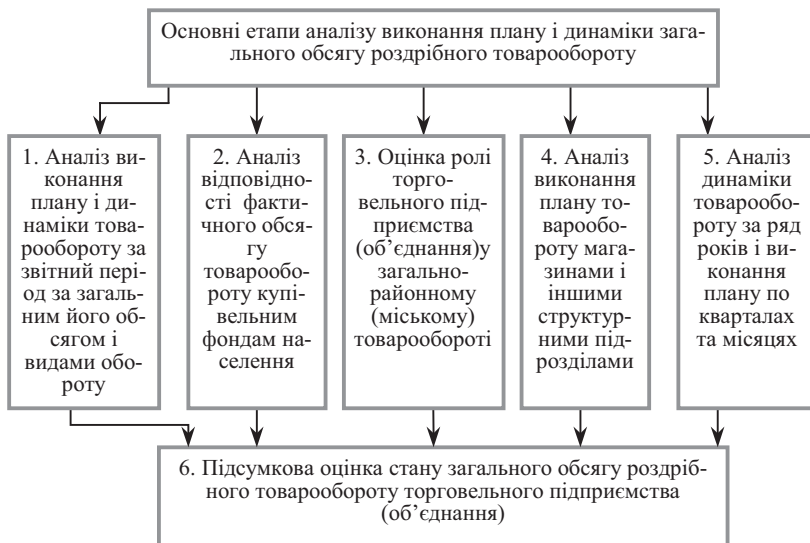 Основні етапи аналізу виконання плану і динаміки зага-
льного обсягу роздрібного товарообороту
1. Аналіз ви-
конання
плану і ди-
наміки това-
рообороту за
звітний пері-
од за загаль-
ним його об-
сягом і
видами обо-
роту
2. Аналіз
відповідно-
сті фактич-
ного обся-
гу
товарообо-
роту купі-
вельним
фондам на-
селення
3. Оцінка ролі
торго-
вельного під-
приємства
(об’єднання)у
загально-
районному
(міському)
товарообороті
4. Аналіз
виконання
плану то-
варообо-
роту мага-
зинами і
іншими
структур-
ними під-
розділами
5. Аналіз
динаміки
товарообо-
роту за ряд
років і ви-
конання
плану по
кварталах
та місяцях
6. Підсумкова оцінка стану загального обсягу роздріб-
ного товарообороту торговельного підприємства
(об’єднання)